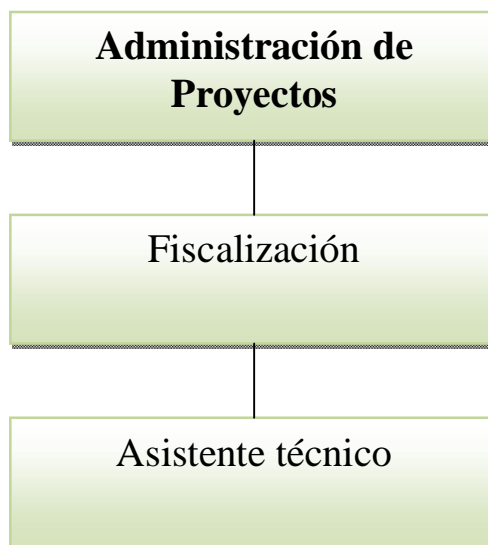 Administración de
Proyectos
Fiscalización
Asistente técnico